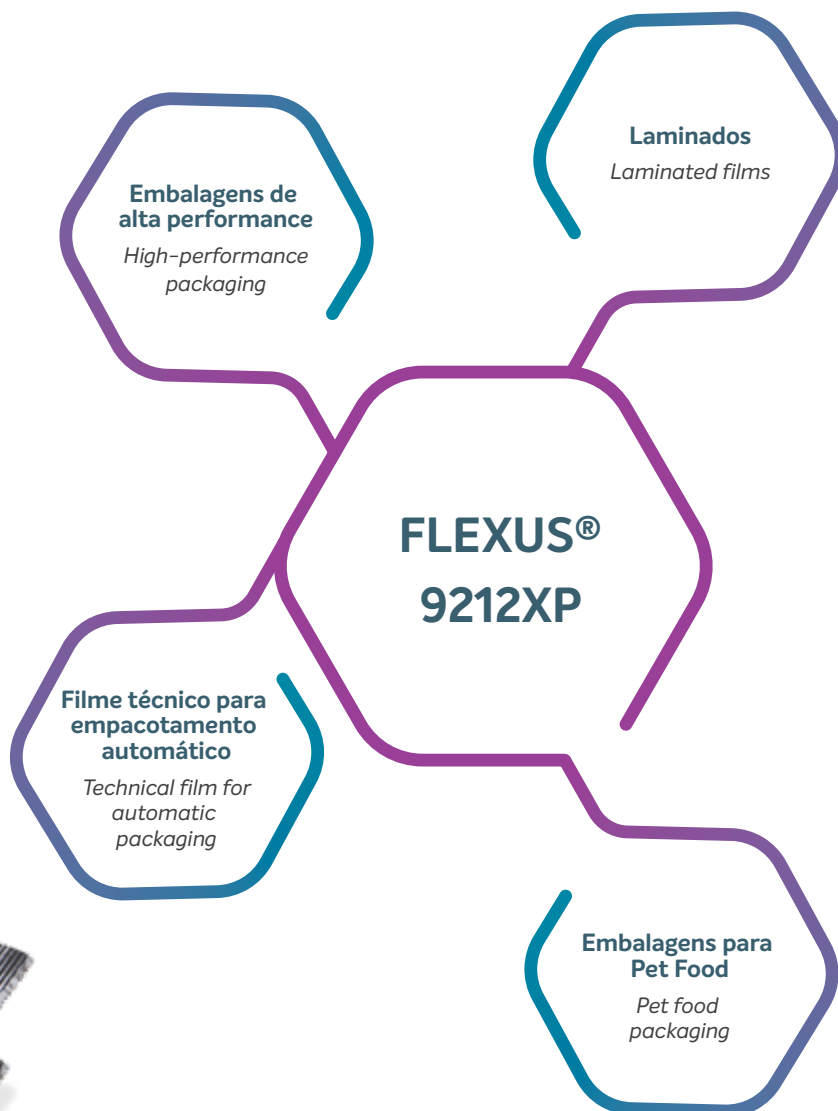 Laminados
Laminated films
Embalagens de
alta performance
High-performance
packaging
FLEXUS®
9212XP
Filme técnico para
empacotamento
automático
Technical film for
automatic
packaging
Embalagens para
Pet Food
Pet food
packaging